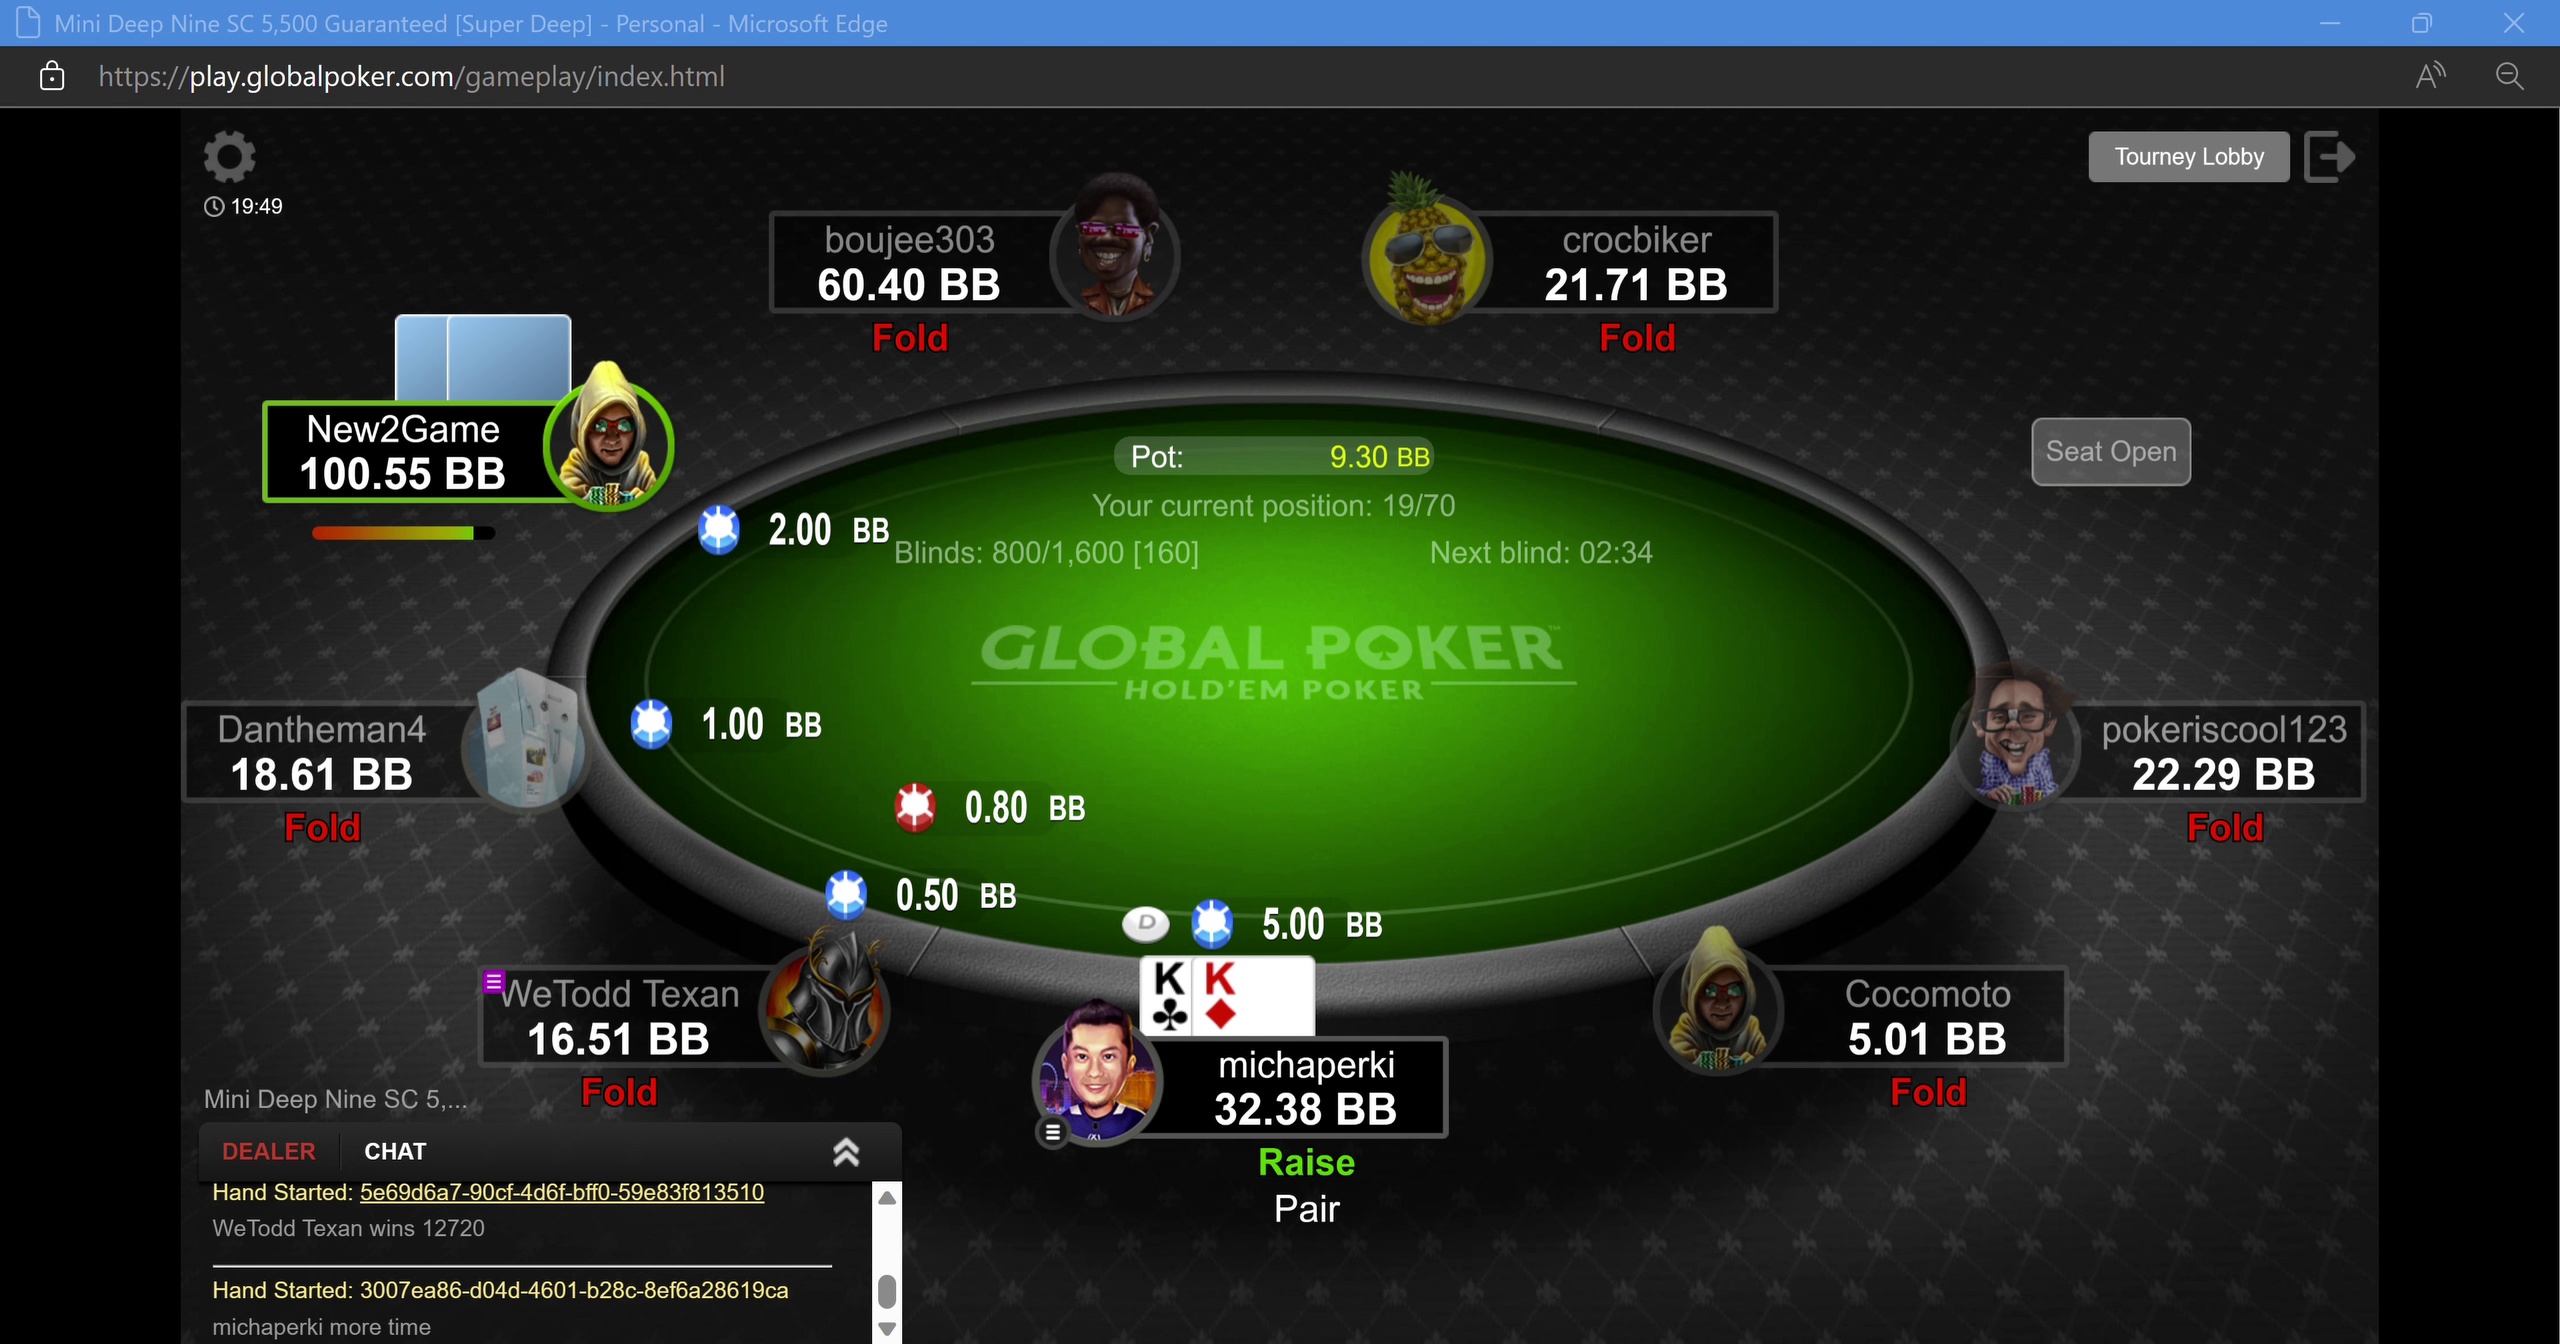 Mini Deep Nine SC 5,500 Guaranteed [Super Deep] - Personal - Microsoft Edge
https://play.globalpoker.com/gameplay/index.html
Tourney Lobby
19:49
boujee303
60.40 BB
Fold
crocbiker
21.71 BB
Fold
New2Game
100.55 BB
Pot: 9.30 BB
Your current position: 19/70
Blinds: 800/1,600 [160] Next blind: 02:34
Seat Open
2.00 BB
GLOBAL POKER™
HOLD'EM POKER
Dantheman4
18.61 BB
Fold
1.00 BB
pokeriscool123
22.29 BB
Fold
0.80 BB
0.50 BB
D 5.00 BB
K K
WeTodd Texan
16.51 BB
Fold
michaperki
32.38 BB
Raise
Pair
Cocomoto
5.01 BB
Fold
Mini Deep Nine SC 5,...
DEALER CHAT
Hand Started: 5e69d6a7-90cf-4d6f-bff0-59e83f813510
WeTodd Texan wins 12720
Hand Started: 3007ea86-d04d-4601-b28c-8ef6a28619ca
michaperki more time